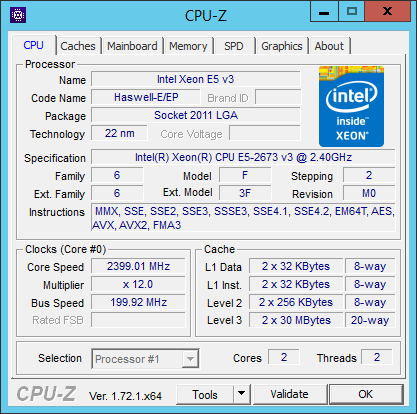 CPU-Z
CPU Caches Mainboard Memory SPD Graphics About
Processor
Name Intel Xeon E5 v3
Code Name Haswell-E/EP Brand ID
Package Socket 2011 LGA
Technology 22 nm Core Voltage
intel inside™ XEON®
Specification Intel(R) Xeon(R) CPU E5-2673 v3 @ 2.40GHz
Family 6 Model F Stepping 2
Ext. Family 6 Ext. Model 3F Revision M0
Instructions MMX, SSE, SSE2, SSE3, SSSE3, SSE4.1, SSE4.2, EM64T, AES,
AVX, AVX2, FMA3
Clocks (Core #0)
Core Speed 2399.01 MHz
Multiplier x 12.0
Bus Speed 199.92 MHz
Rated FSB
Cache
L1 Data 2 x 32 KBytes 8-way
L1 Inst. 2 x 32 KBytes 8-way
Level 2 2 x 256 KBytes 8-way
Level 3 2 x 30 MBytes 20-way
Selection Processor #1 Cores 2 Threads 2
CPU-Z Ver. 1.72.1.x64 Tools Validate OK